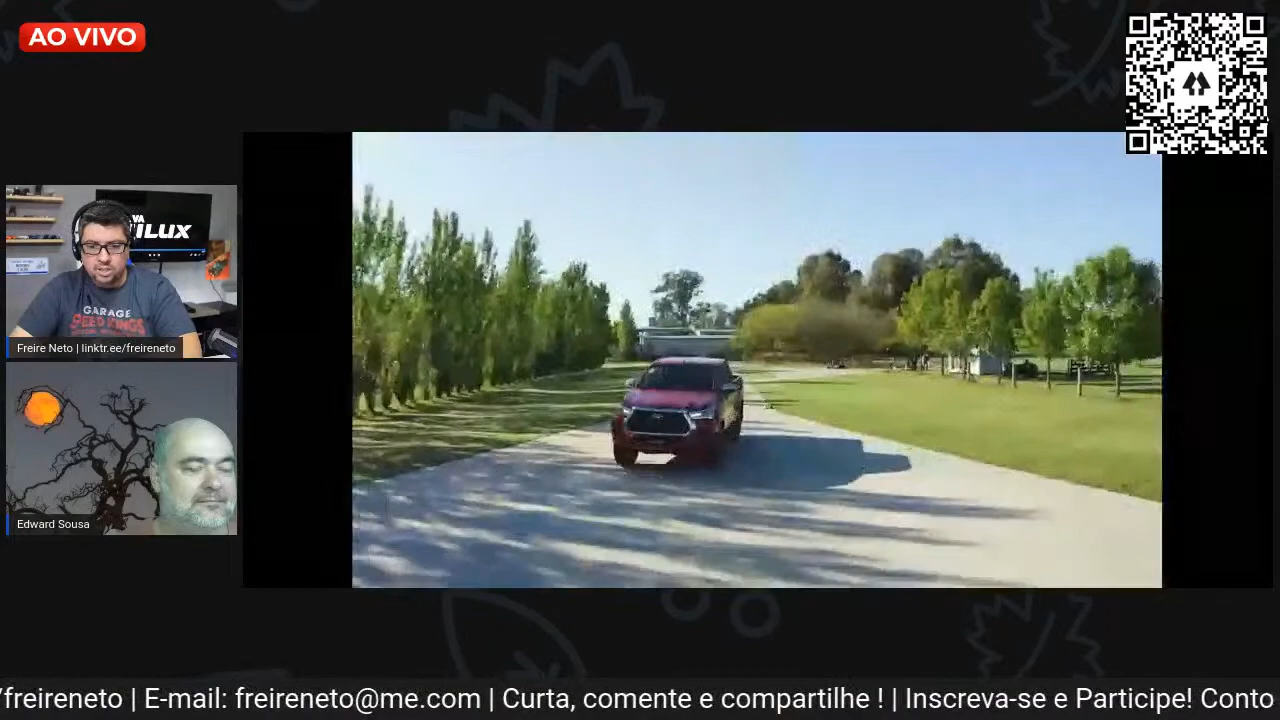 AO VIVO
VA
ILUX
GARAGE
SPEED KINGS
Freire Neto | linktr.ee/freireneto
Edward Sousa
/freireneto | E-mail: freireneto@me.com | Curta, comente e compartilhe ! | Inscreva-se e Participe! Conto